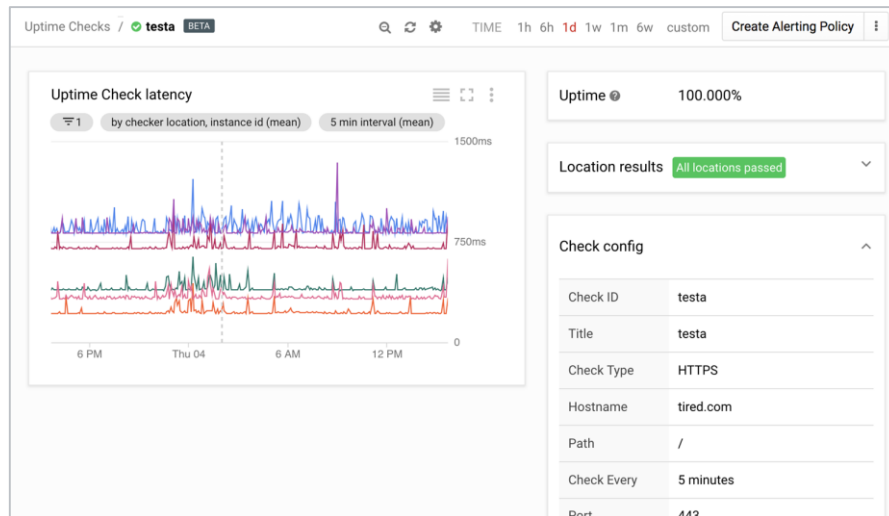 Uptime Checks / testa BETA
TIME 1h 6h 1d 1w 1m 6w custom Create Alerting Policy
Uptime Check latency
1 by checker location, instance id (mean) 5 min interval (mean)
1500ms
750ms
0
6 PM Thu 04 6 AM 12 PM
Uptime 100.000%
Location results All locations passed
Check config
Check ID testa
Title testa
Check Type HTTPS
Hostname tired.com
Path /
Check Every 5 minutes
Port 443